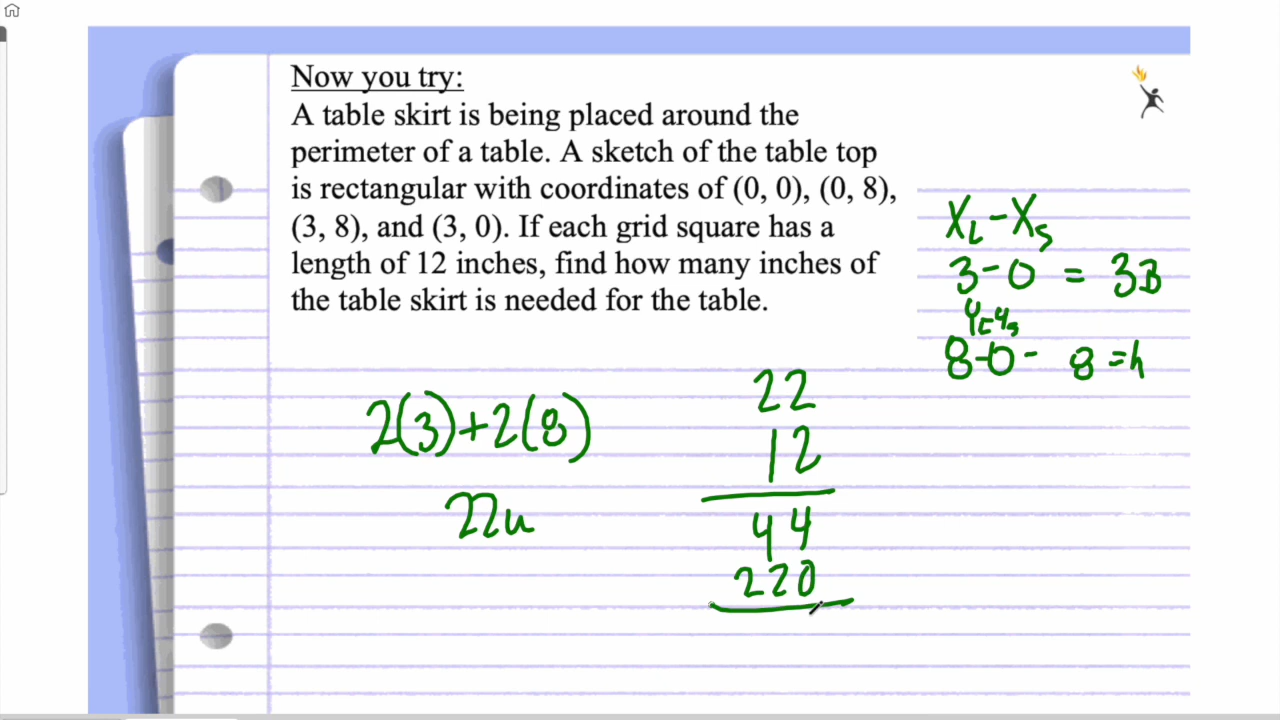 Now you try:
A table skirt is being placed around the
perimeter of a table. A sketch of the table top
is rectangular with coordinates of (0, 0), (0, 8),
(3, 8), and (3, 0). If each grid square has a
length of 12 inches, find how many inches of
the table skirt is needed for the table.
XL-XS
3-0 = 3B
YL-YS
8-0- 8=h
2(3)+2(8)
22u
22
12
44
220